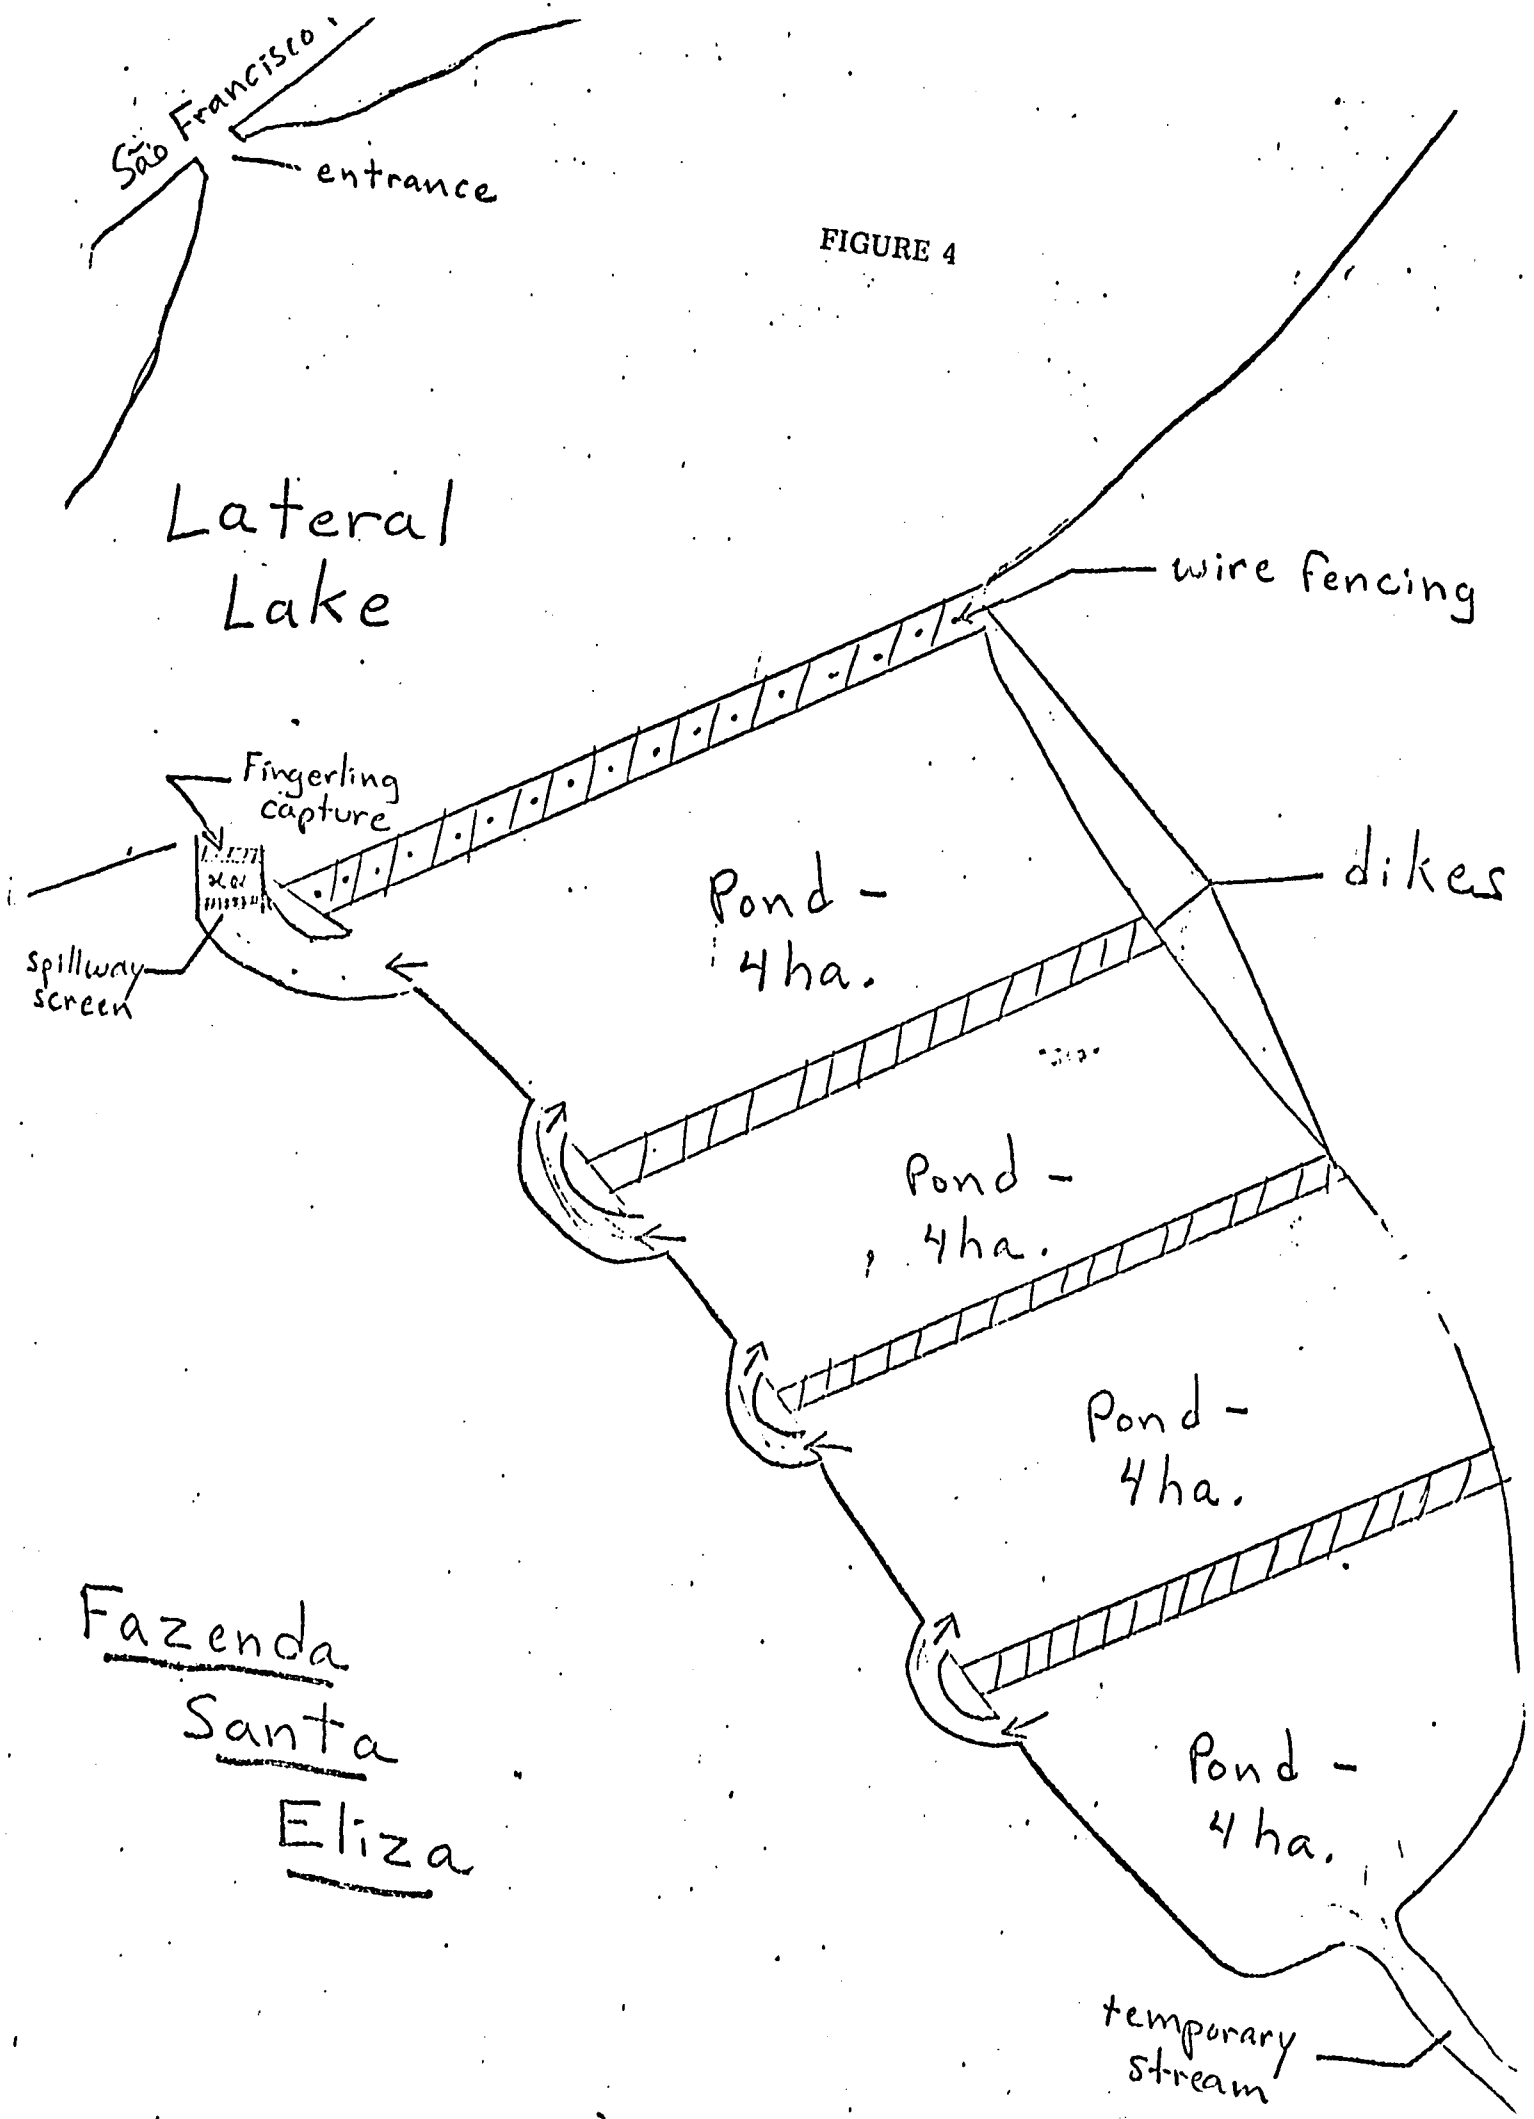 São Francisco
entrance
FIGURE 4
Lateral
Lake
wire fencing
Fingerling
capture
dikes
Pond -
4 ha.
spillway
screen
Pond -
4 ha.
Pond -
4 ha.
Fazenda
Santa
Eliza
Pond -
4 ha.
temporary
stream